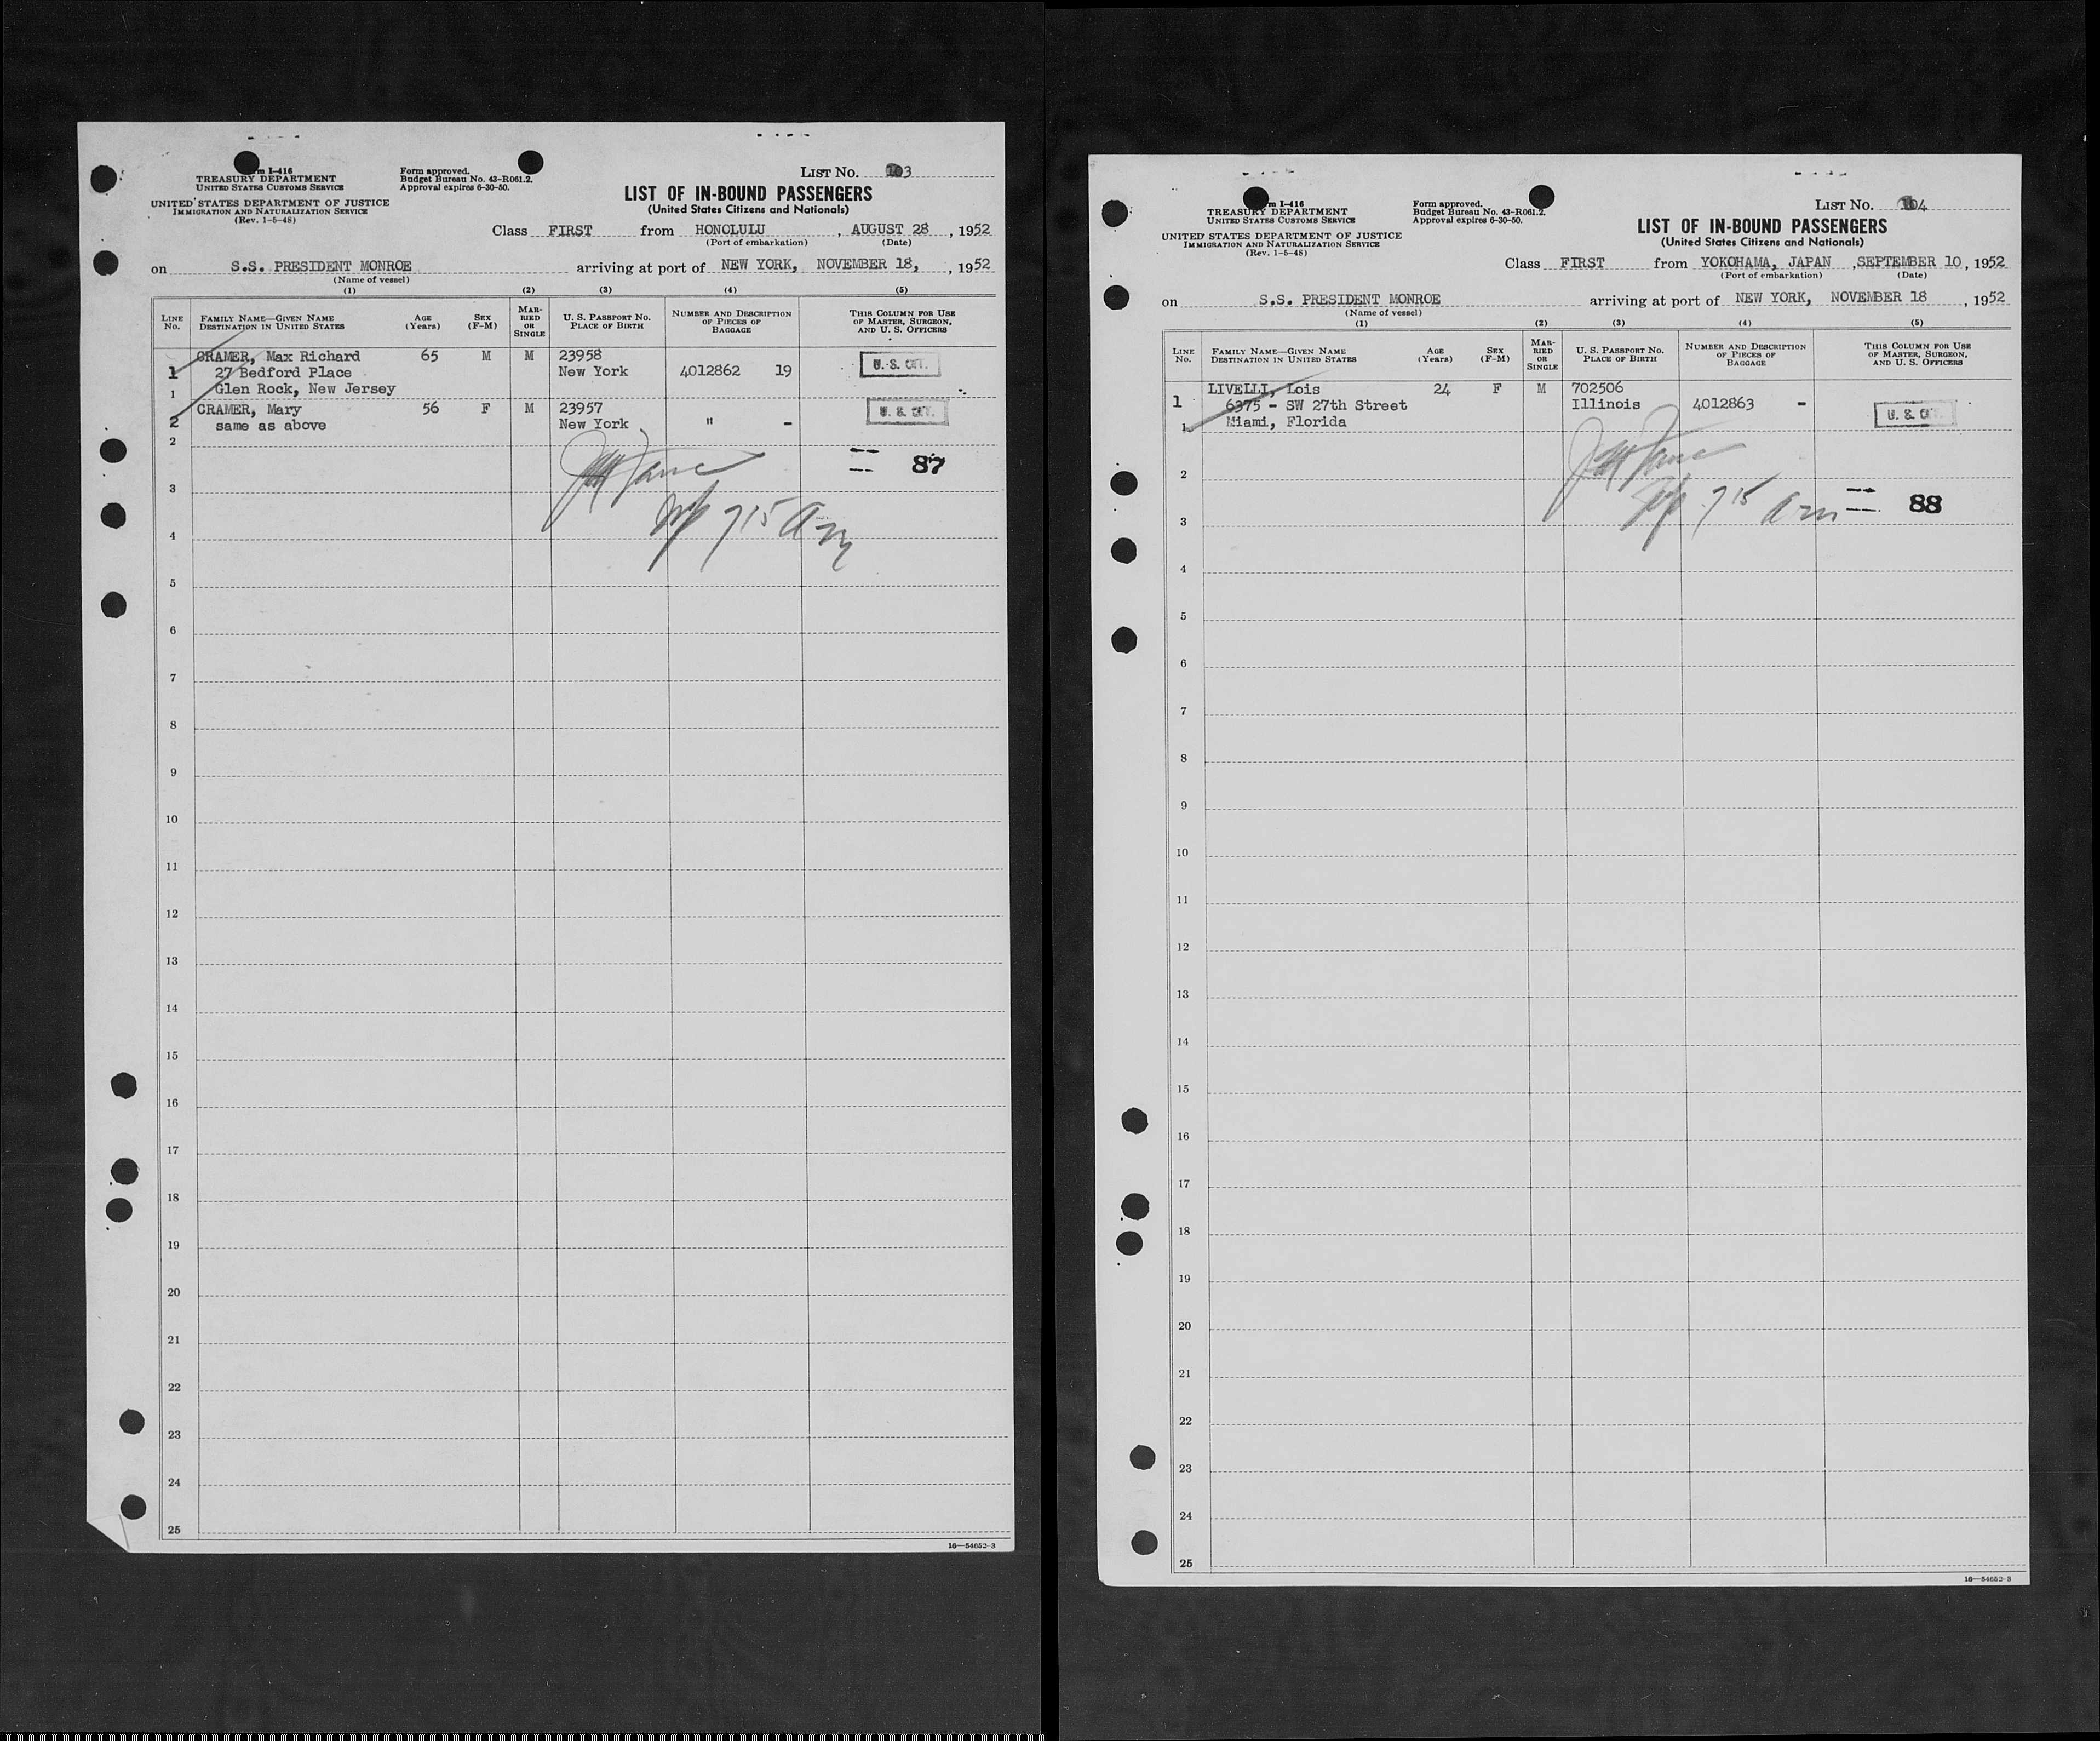 m I-416
TREASURY DEPARTMENT
UNITED STATES CUSTOMS SERVICE
UNITED STATES DEPARTMENT OF JUSTICE
IMMIGRATION AND NATURALIZATION SERVICE
(Rev. 1-5-48)
Form approved.
Budget Bureau No. 43-R061.2.
Approval expires 6-30-50.
LIST No. 103
LIST OF IN-BOUND PASSENGERS
(United States Citizens and Nationals)
Class FIRST from HONOLULU, AUGUST 28, 1952
(Port of embarkation) (Date)
on S.S. PRESIDENT MONROE arriving at port of NEW YORK, NOVEMBER 18, , 1952
(Name of vessel)
(1) (2) (3) (4) (5)
LINE No. FAMILY NAME—GIVEN NAME DESTINATION IN UNITED STATES AGE (Years) SEX (F-M) MARRIED OR SINGLE U. S. PASSPORT No. PLACE OF BIRTH NUMBER AND DESCRIPTION OF PIECES OF BAGGAGE THIS COLUMN FOR USE OF MASTER, SURGEON, AND U. S. OFFICERS
CRAMER, Max Richard 65 M M 23958
1 27 Bedford Place New York 4012862 19 U.S. CIT.
1 Glen Rock, New Jersey
CRAMER, Mary 56 F M 23957 U.S. CIT.
2 same as above New York " -
2
87
3
715 Am
4
5
6
7
8
9
10
11
12
13
14
15
16
17
18
19
20
21
22
23
24
25
16—54652-3
m I-416
TREASURY DEPARTMENT
UNITED STATES CUSTOMS SERVICE
UNITED STATES DEPARTMENT OF JUSTICE
IMMIGRATION AND NATURALIZATION SERVICE
(Rev. 1-5-48)
Form approved.
Budget Bureau No. 43-R061.2.
Approval expires 6-30-50.
LIST No. 104
LIST OF IN-BOUND PASSENGERS
(United States Citizens and Nationals)
Class FIRST from YOKOHAMA, JAPAN, SEPTEMBER 10, 1952
(Port of embarkation) (Date)
on S.S. PRESIDENT MONROE arriving at port of NEW YORK, NOVEMBER 18, 1952
(Name of vessel)
(1) (2) (3) (4) (5)
LINE No. FAMILY NAME—GIVEN NAME DESTINATION IN UNITED STATES AGE (Years) SEX (F-M) MARRIED OR SINGLE U. S. PASSPORT No. PLACE OF BIRTH NUMBER AND DESCRIPTION OF PIECES OF BAGGAGE THIS COLUMN FOR USE OF MASTER, SURGEON, AND U. S. OFFICERS
LIVELLI, Lois 24 F M 702506
1 6375 - SW 27th Street Illinois 4012863 - U.S. CIT.
1 Miami, Florida
2
715 Am 88
3
4
5
6
7
8
9
10
11
12
13
14
15
16
17
18
19
20
21
22
23
24
25
16—54652-3